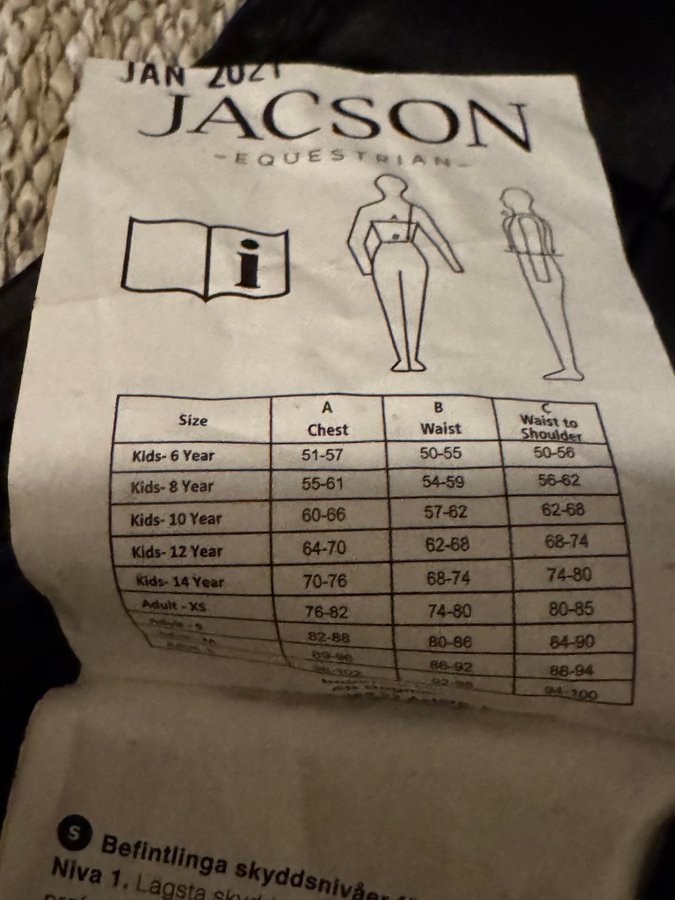 JAN 2021
JACSON
-EQUESTRIAN-
i
Size A Chest B Waist C Waist to Shoulder
Kids- 6 Year 51-57 50-55 50-56
Kids- 8 Year 55-61 54-59 56-62
Kids- 10 Year 60-66 57-62 62-68
Kids- 12 Year 64-70 62-68 68-74
Kids- 14 Year 70-76 68-74 74-80
Adult - XS 76-82 74-80 80-85
Adult - S 82-88 80-86 84-90
86-92 88-94
94-100
S Befintlinga skyddsnivåer
Niva 1. Lägsta